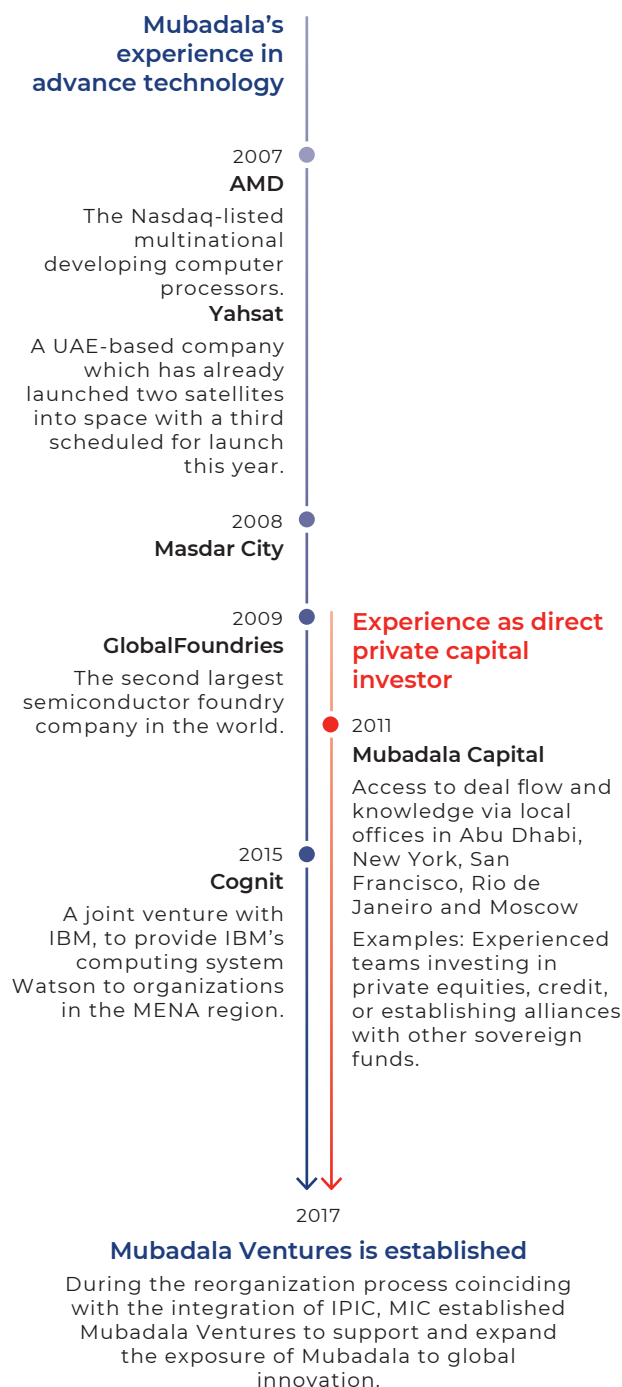 Mubadala’s
experience in
advance technology
2007
AMD
The Nasdaq-listed
multinational
developing computer
processors.
Yahsat
A UAE-based company
which has already
launched two satellites
into space with a third
scheduled for launch
this year.
2008
Masdar City
2009
GlobalFoundries
The second largest
semiconductor foundry
company in the world.
2015
Cognit
A joint venture with
IBM, to provide IBM’s
computing system
Watson to organizations
in the MENA region.
Experience as direct
private capital
investor
2011
Mubadala Capital
Access to deal flow and
knowledge via local
offices in Abu Dhabi,
New York, San
Francisco, Rio de
Janeiro and Moscow
Examples: Experienced
teams investing in
private equities, credit,
or establishing alliances
with other sovereign
funds.
2017
Mubadala Ventures is established
During the reorganization process coinciding
with the integration of IPIC, MIC established
Mubadala Ventures to support and expand
the exposure of Mubadala to global
innovation.